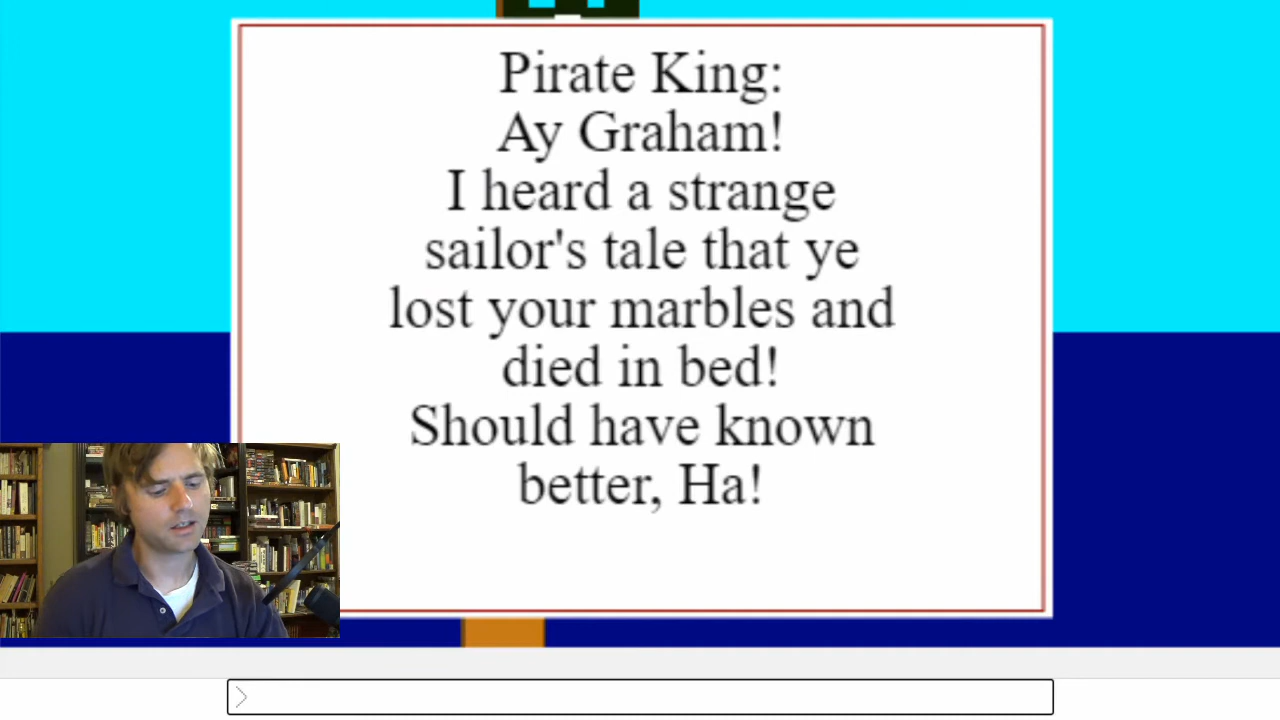 Pirate King:
Ay Graham!
I heard a strange
sailor's tale that ye
lost your marbles and
died in bed!
Should have known
better, Ha!